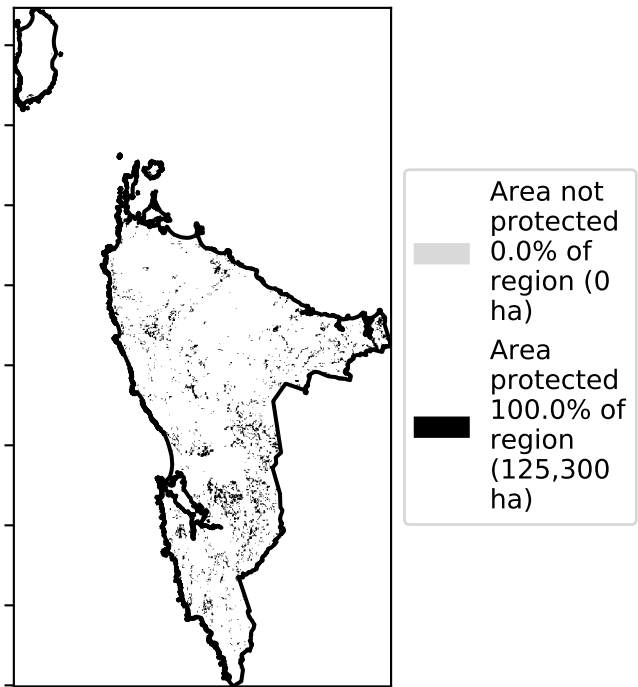 Area not
protected
0.0% of
region (0
ha)
Area
protected
100.0% of
region
(125,300
ha)